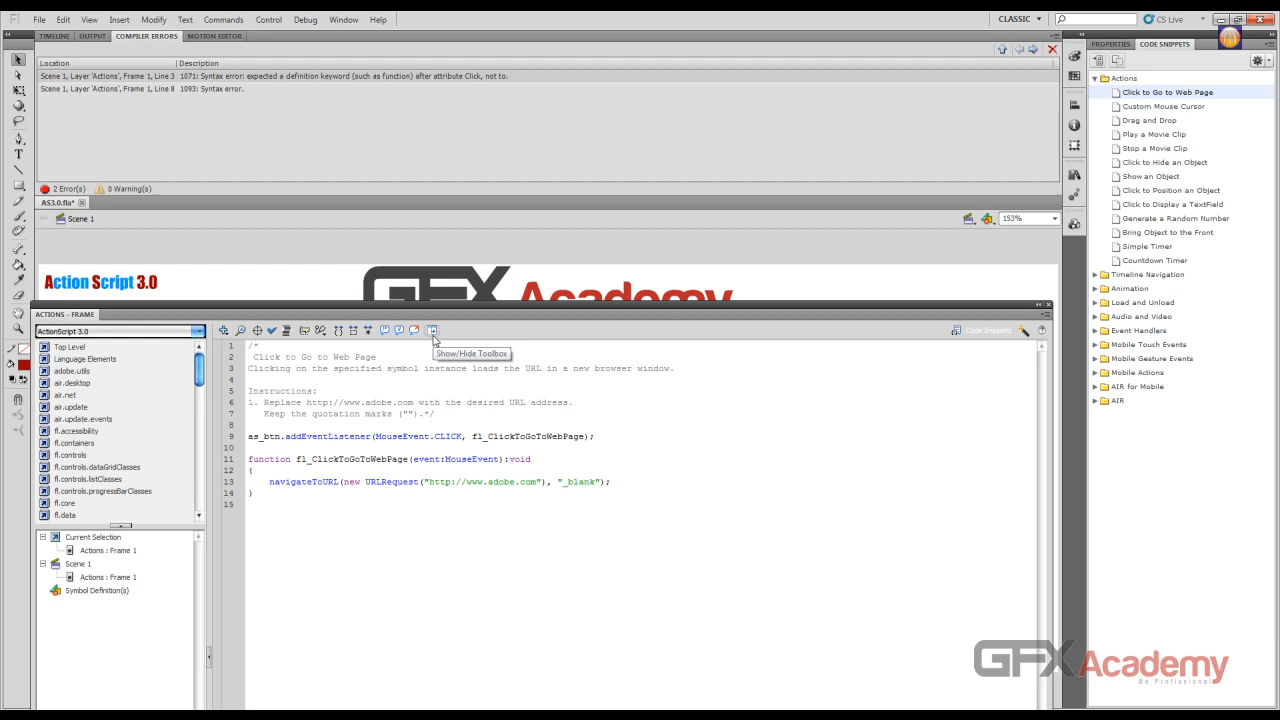 Fl File Edit View Insert Modify Text Commands Control Debug Window Help CLASSIC CS Live
TIMELINE OUTPUT COMPILER ERRORS MOTION EDITOR
Location Description
Scene 1, Layer 'Actions', Frame 1, Line 3 1071: Syntax error: expected a definition keyword (such as function) after attribute Click, not to.
Scene 1, Layer 'Actions', Frame 1, Line 8 1093: Syntax error.
2 Error(s) 0 Warning(s)
AS3.0.fla*
Scene 1 153%
Action Script 3.0
GFX Academy
ACTIONS - FRAME
ActionScript 3.0
Code Snippets
Show/Hide Toolbox
Top Level
Language Elements
adobe.utils
air.desktop
air.net
air.update
air.update.events
fl.accessibility
fl.containers
fl.controls
fl.controls.dataGridClasses
fl.controls.listClasses
fl.controls.progressBarClasses
fl.core
fl.data
Current Selection
Actions : Frame 1
Scene 1
Actions : Frame 1
Symbol Definition(s)
1 /*
2 Click to Go to Web Page
3 Clicking on the specified symbol instance loads the URL in a new browser window.
4
5 Instructions:
6 1. Replace http://www.adobe.com with the desired URL address.
7 Keep the quotation marks ("").*/
8
9 as_btn.addEventListener(MouseEvent.CLICK, fl_ClickToGoToWebPage);
10
11 function fl_ClickToGoToWebPage(event:MouseEvent):void
12 {
13 navigateToURL(new URLRequest("http://www.adobe.com"), "_blank");
14 }
15
PROPERTIES CODE SNIPPETS
Actions
Click to Go to Web Page
Custom Mouse Cursor
Drag and Drop
Play a Movie Clip
Stop a Movie Clip
Click to Hide an Object
Show an Object
Click to Position an Object
Click to Display a TextField
Generate a Random Number
Bring Object to the Front
Simple Timer
Countdown Timer
Timeline Navigation
Animation
Load and Unload
Audio and Video
Event Handlers
Mobile Touch Events
Mobile Gesture Events
Mobile Actions
AIR for Mobile
AIR
GFX Academy
Be Profissional